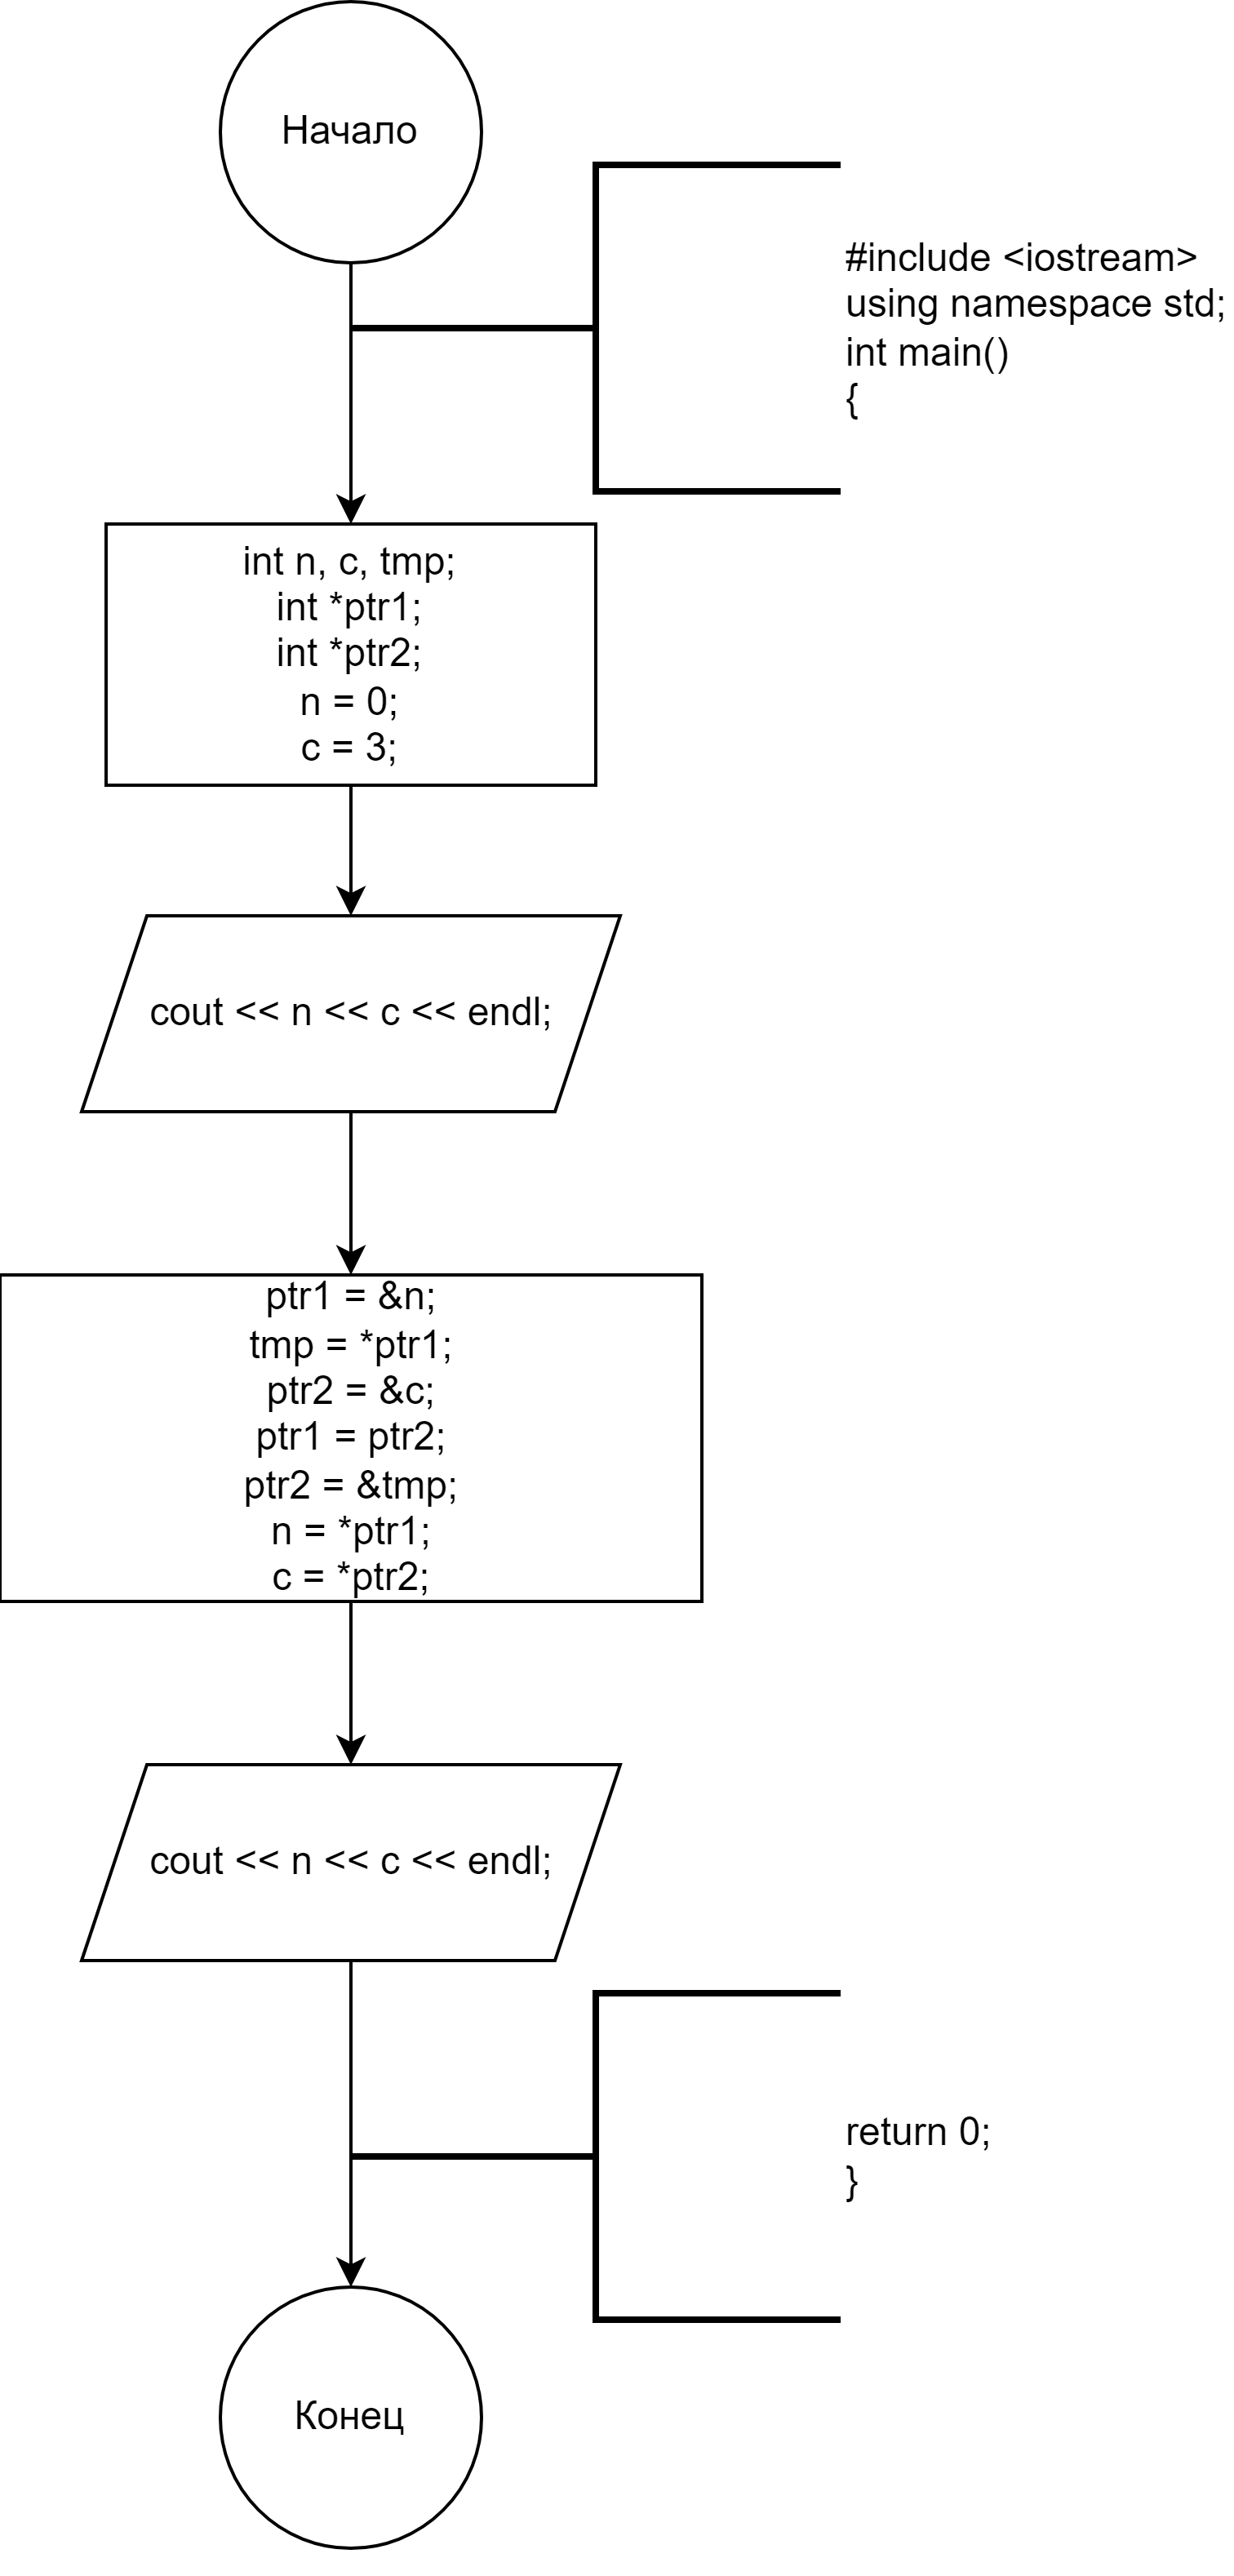 Начало
#include <iostream>
using namespace std;
int main()
{
int n, c, tmp;
int *ptr1;
int *ptr2;
n = 0;
c = 3;
cout << n << c << endl;
ptr1 = &n;
tmp = *ptr1;
ptr2 = &c;
ptr1 = ptr2;
ptr2 = &tmp;
n = *ptr1;
c = *ptr2;
cout << n << c << endl;
return 0;
}
Конец